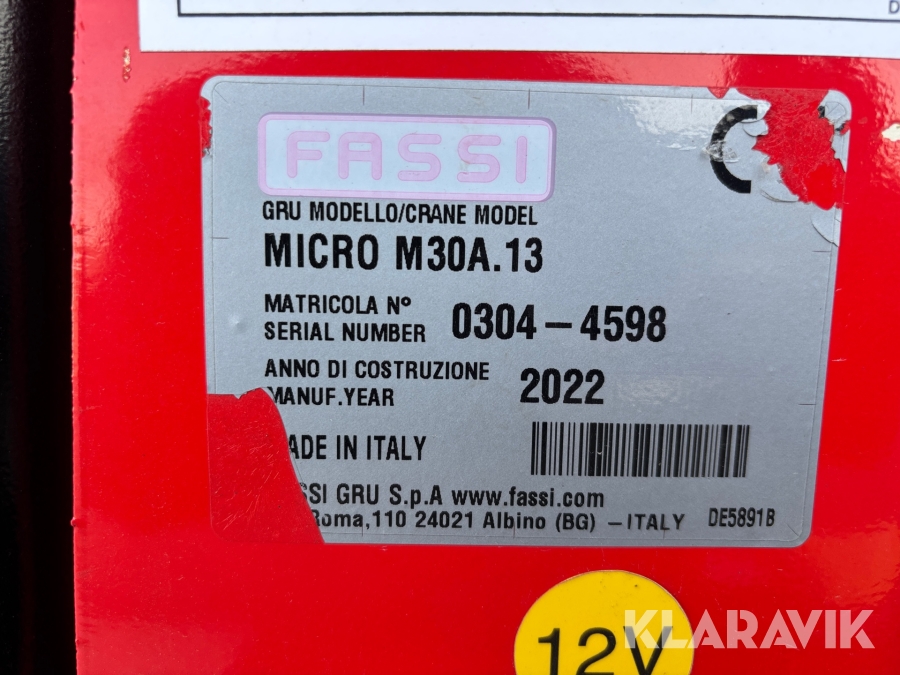 D
FASSI
C
GRU MODELLO/CRANE MODEL
MICRO M30A.13
MATRICOLA Nº
SERIAL NUMBER 0304-4598
ANNO DI COSTRUZIONE
MANUF.YEAR 2022
ADE IN ITALY
SSI GRU S.p.A www.fassi.com
Roma,110 24021 Albino (BG) - ITALY DE5891B
12V
KLARAVIK